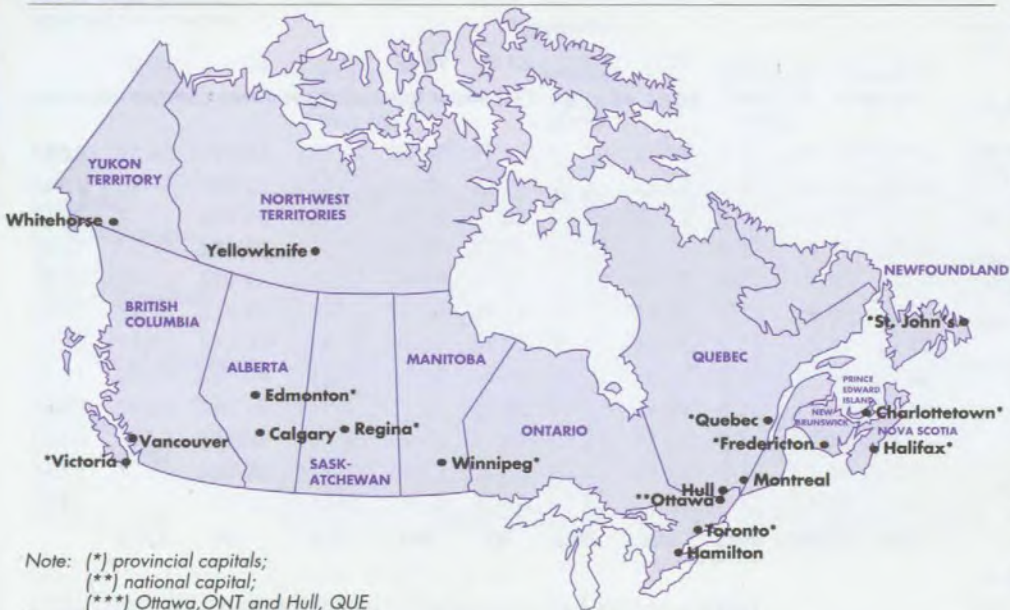 YUKON
TERRITORY
Whitehorse
NORTHWEST
TERRITORIES
Yellowknife
BRITISH
COLUMBIA
ALBERTA
Edmonton*
Calgary
Vancouver
*Victoria
SASK-
ATCHEWAN
Regina*
MANITOBA
Winnipeg*
ONTARIO
QUEBEC
NEWFOUNDLAND
*St. John's
PRINCE
EDWARD
ISLAND
Charlottetown*
NEW
BRUNSWICK
NOVA SCOTIA
*Quebec
*Fredericton
Halifax*
Montreal
Hull
**Ottawa
Toronto*
Hamilton
Note: (*) provincial capitals;
(**) national capital;
(***) Ottawa,ONT and Hull, QUE